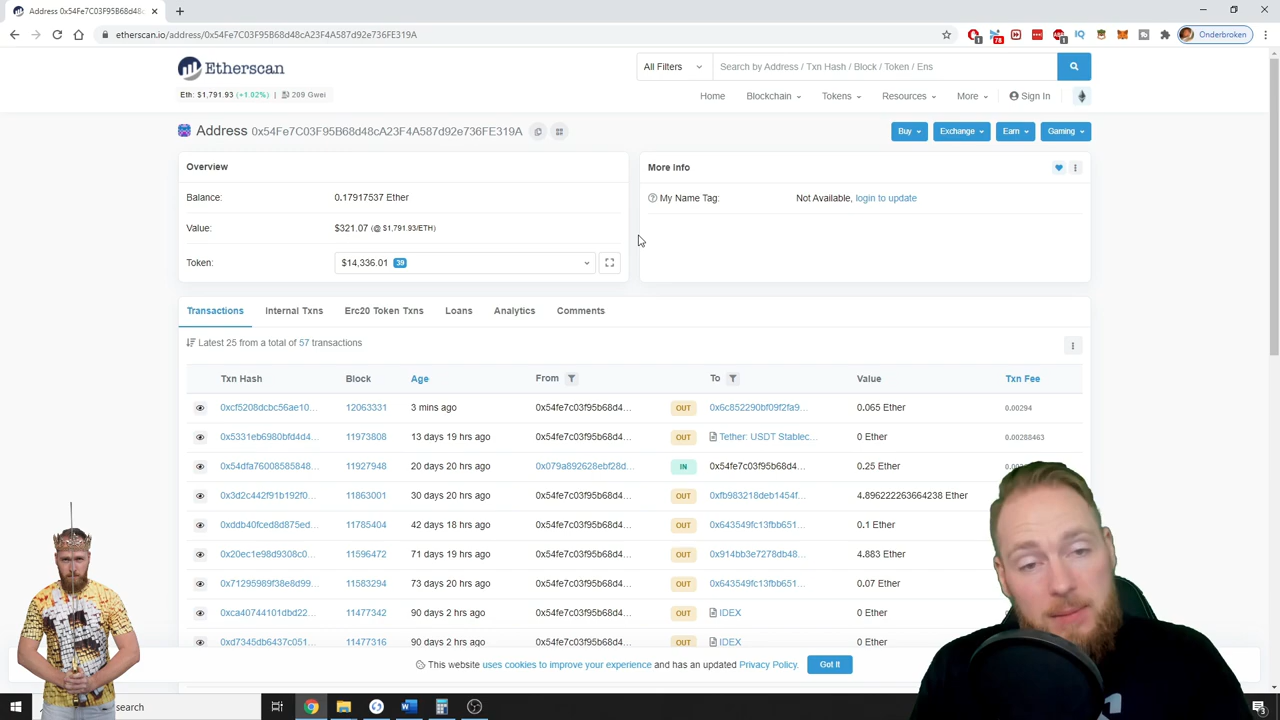 Address 0x54Fe7C03F95B68d48c
etherscan.io/address/0x54Fe7C03F95B68d48cA23F4A587d92e736FE319A
1
78
1
IQ
Onderbroken
Etherscan
All Filters
Search by Address / Txn Hash / Block / Token / Ens
Eth: $1,791.93 (+1.02%) | 209 Gwei
Home Blockchain Tokens Resources More Sign In
Address 0x54Fe7C03F95B68d48cA23F4A587d92e736FE319A
Buy Exchange Earn Gaming
Overview
Balance: 0.17917537 Ether
Value: $321.07 (@ $1,791.93/ETH)
Token: $14,336.01 39
More Info
My Name Tag: Not Available, login to update
Transactions Internal Txns Erc20 Token Txns Loans Analytics Comments
Latest 25 from a total of 57 transactions
Txn Hash Block Age From To Value Txn Fee
0xcf5208dcbc56ae10... 12063331 3 mins ago 0x54fe7c03f95b68d4... OUT 0x6c852290bf09f2fa9... 0.065 Ether 0.00294
0x5331eb6980bfd4d4... 11973808 13 days 19 hrs ago 0x54fe7c03f95b68d4... OUT Tether: USDT Stablec... 0 Ether 0.00288463
0x54dfa76008585848... 11927948 20 days 20 hrs ago 0x079a892628ebf28d... IN 0x54fe7c03f95b68d4... 0.25 Ether
0x3d2c442f91b192f0... 11863001 30 days 20 hrs ago 0x54fe7c03f95b68d4... OUT 0xfb983218deb1454f... 4.896222263664238 Ether
0xddb40fced8d875ed... 11785404 42 days 18 hrs ago 0x54fe7c03f95b68d4... OUT 0x643549fc13fbb651... 0.1 Ether
0x20ec1e98d9308c0... 11596472 71 days 19 hrs ago 0x54fe7c03f95b68d4... OUT 0x914bb3e7278db48... 4.883 Ether
0x71295989f38e8d99... 11583294 73 days 20 hrs ago 0x54fe7c03f95b68d4... OUT 0x643549fc13fbb651... 0.07 Ether
0xca40744101dbd22... 11477342 90 days 2 hrs ago 0x54fe7c03f95b68d4... OUT IDEX 0 Ether
0xd7345db6437c051... 11477316 90 days 2 hrs ago 0x54fe7c03f95b68d4... OUT IDEX 0 Ether
This website uses cookies to improve your experience and has an updated Privacy Policy. Got It
search
3